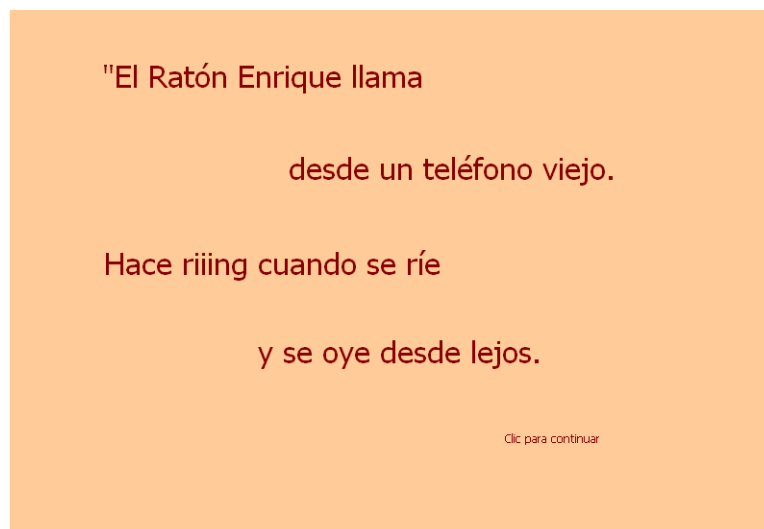 "El Ratón Enrique llama
desde un teléfono viejo.
Hace riiing cuando se ríe
y se oye desde lejos.
Clic para continuar